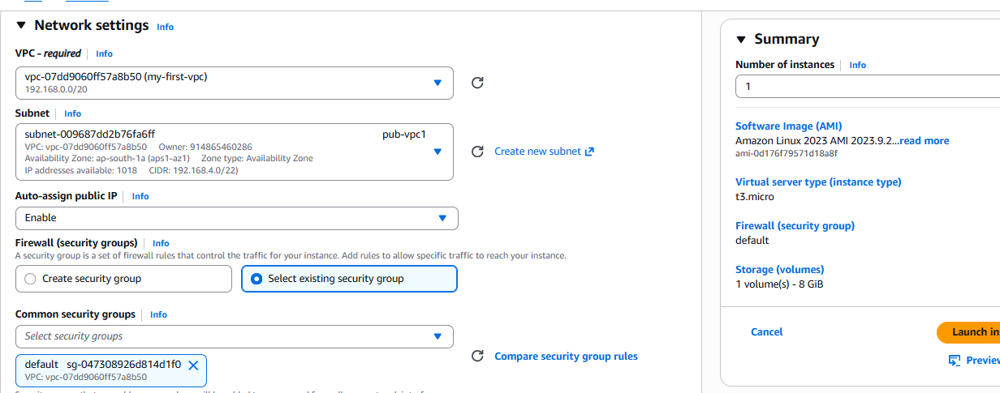 Network settings Info
VPC - required Info
vpc-07dd9060ff57a8b50 (my-first-vpc)
192.168.0.0/20
Subnet Info
subnet-009687dd2b76fa6ff pub-vpc1
VPC: vpc-07dd9060ff57a8b50 Owner: 914865460286
Availability Zone: ap-south-1a (aps1-az1) Zone type: Availability Zone
IP addresses available: 1018 CIDR: 192.168.4.0/22)
Create new subnet
Auto-assign public IP Info
Enable
Firewall (security groups) Info
A security group is a set of firewall rules that control the traffic for your instance. Add rules to allow specific traffic to reach your instance.
Create security group
Select existing security group
Common security groups Info
Select security groups
default sg-047308926d814d1f0
VPC: vpc-07dd9060ff57a8b50
Compare security group rules
Summary
Number of instances Info
1
Software Image (AMI)
Amazon Linux 2023 AMI 2023.9.2...read more
ami-0d176f79571d18a8f
Virtual server type (instance type)
t3.micro
Firewall (security group)
default
Storage (volumes)
1 volume(s) - 8 GiB
Cancel
Launch in
Preview